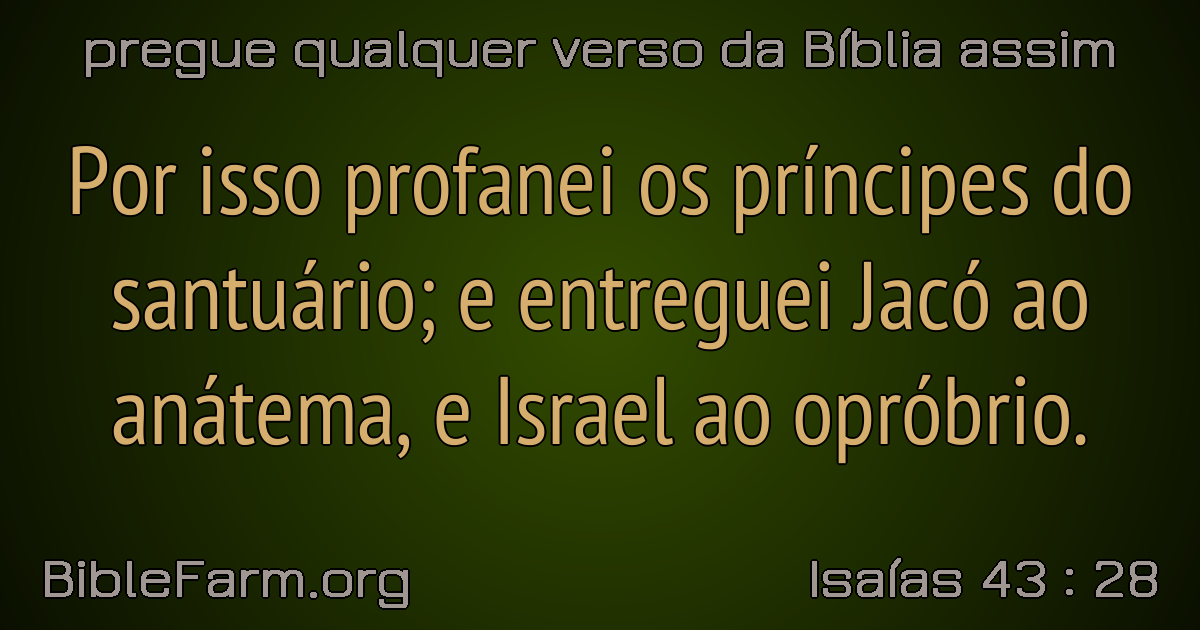 pregue qualquer verso da Bíblia assim
Por isso profanei os príncipes do
santuário; e entreguei Jacó ao
anátema, e Israel ao opróbrio.
BibleFarm.org
Isaías 43 : 28